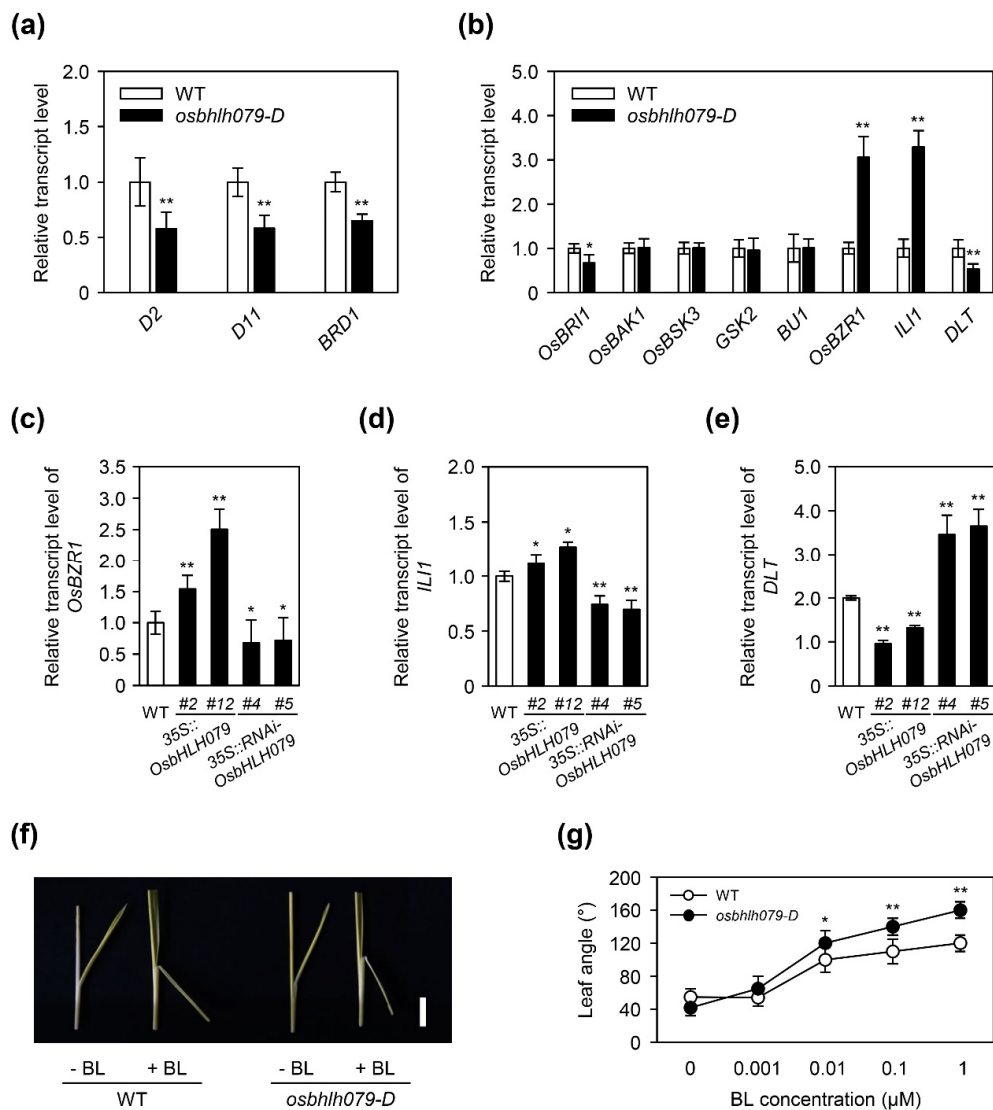 (a)
2.0
1.5
1.0
0.5
0
Relative transcript level
WT
osbhlh079-D
**
**
**
D2
D11
BRD1
(b)
5.0
4.0
3.0
2.0
1.0
0
Relative transcript level
WT
osbhlh079-D
*
**
**
**
OsBRI1
OsBAK1
OsBSK3
GSK2
BU1
OsBZR1
ILI1
DLT
(c)
Relative transcript level of
OsBZR1
3.5
3.0
2.5
2.0
1.5
1.0
0.5
0
**
**
*
*
WT
#2
#12
#4
#5
35S::
OsbHLH079
35S::RNAi-
OsbHLH079
(d)
Relative transcript level of
ILI1
2.0
1.5
1.0
0.5
0
*
*
**
**
WT
#2
#12
#4
#5
35S::
OsbHLH079
35S::RNAi-
OsbHLH079
(e)
Relative transcript level of
DLT
5.0
4.0
3.0
2.0
1.0
0
**
**
**
**
WT
#2
#12
#4
#5
35S::
OsbHLH079
35S::RNAi-
OsbHLH079
(f)
- BL
+ BL
- BL
+ BL
WT
osbhlh079-D
(g)
Leaf angle (°)
200
160
120
80
40
0
WT
osbhlh079-D
*
**
**
0
0.001
0.01
0.1
1
BL concentration (μM)